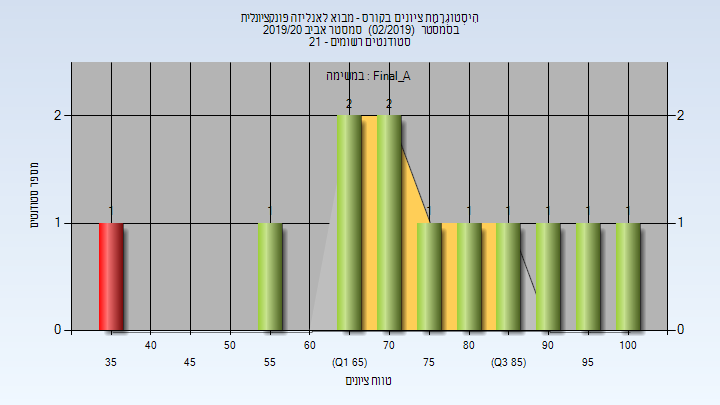 הִיסְטוֹגְרָמַת ציונים בקורס - מבוא לאנליזה פונקציונלית
בסמסטר (02/2019) סמסטר אביב 2019/20
סטודנטים רשומים - 21
במשימה : Final_A
2 2
2 2
1 1 1 1 1 1 1 1
1 1
0 0
מספר סטודנטים
40 50 60 70 80 90 100
35 45 55 (Q1 65) 75 (Q3 85) 95
טווח ציונים